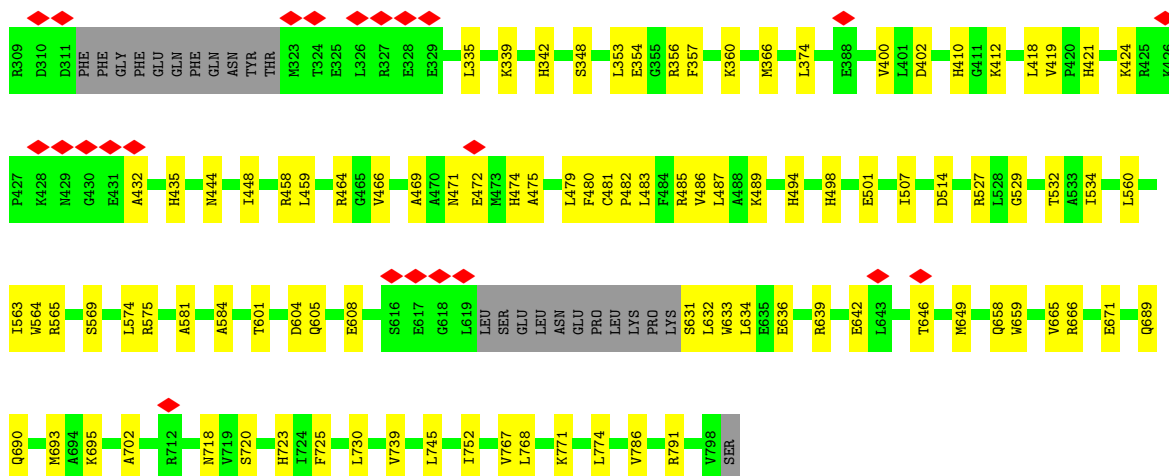 R309 D310 D311 PHE PHE GLY PHE GLU GLN PHE GLN ASN TYR THR M323 T324 E325 L326 R327 E328 E329 L335 K339 H342 S348 L353 E354 G355 R356 F357 K360 M366 L374 E388 V400 L401 D402 H410 G411 K412 L418 V419 P420 H421 K424 R425 K426
P427 K428 N429 G430 E431 A432 H435 N444 I448 R458 L459 R464 G465 V466 A469 A470 N471 E472 M473 H474 A475 L479 F480 C481 P482 L483 F484 R485 V486 L487 A488 K489 H494 H498 E501 I507 D514 R527 L528 G529 T532 A533 I534 L560
I563 W564 R565 S569 L574 R575 A581 A584 T601 D604 Q605 E608 S616 E617 G618 L619 LEU SER GLU LEU ASN GLU PRO LEU LYS PRO LYS S631 L632 W633 L634 E635 E636 R639 E642 L643 T646 M649 Q658 W659 V665 R666 E671 Q689
Q690 M693 A694 K695 A702 R712 N718 V719 S720 H723 I724 F725 L730 V739 L745 I752 V767 L768 K771 L774 V786 R791 V798 SER